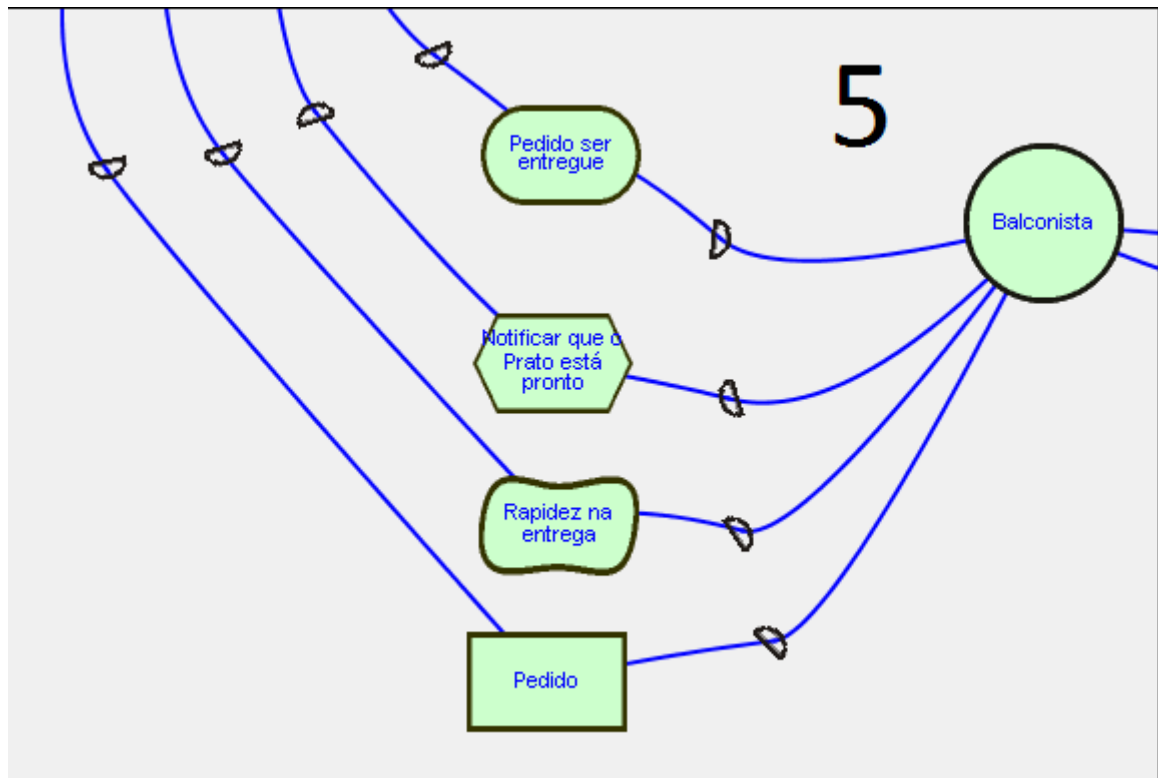 5
Pedido ser
entregue
Balconista
Notificar que o
Prato está
pronto
Rapidez na
entrega
Pedido